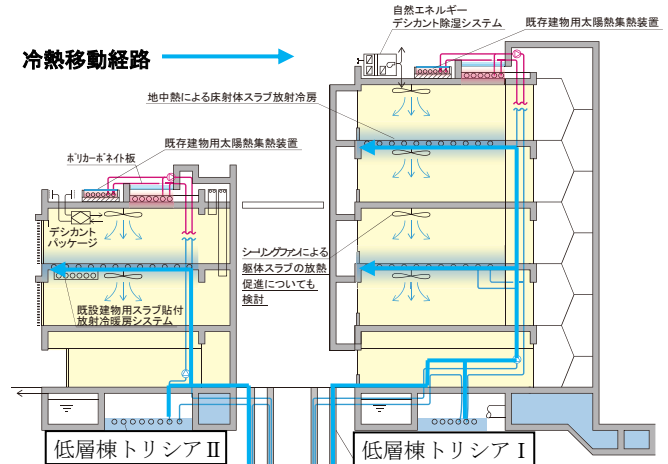 自然エネルギー
デシカント除湿システム
既存建物用太陽熱集熱装置
冷熱移動経路
地中熱による床射体スラブ放射冷房
既存建物用太陽熱集熱装置
ポリカーボネイト板
デシカント
パッケージ
シーリングファンによる
躯体スラブの放熱
促進についても
検討
既設建物用スラブ貼付
放射冷暖房システム
低層棟トリシアⅡ
低層棟トリシアⅠ